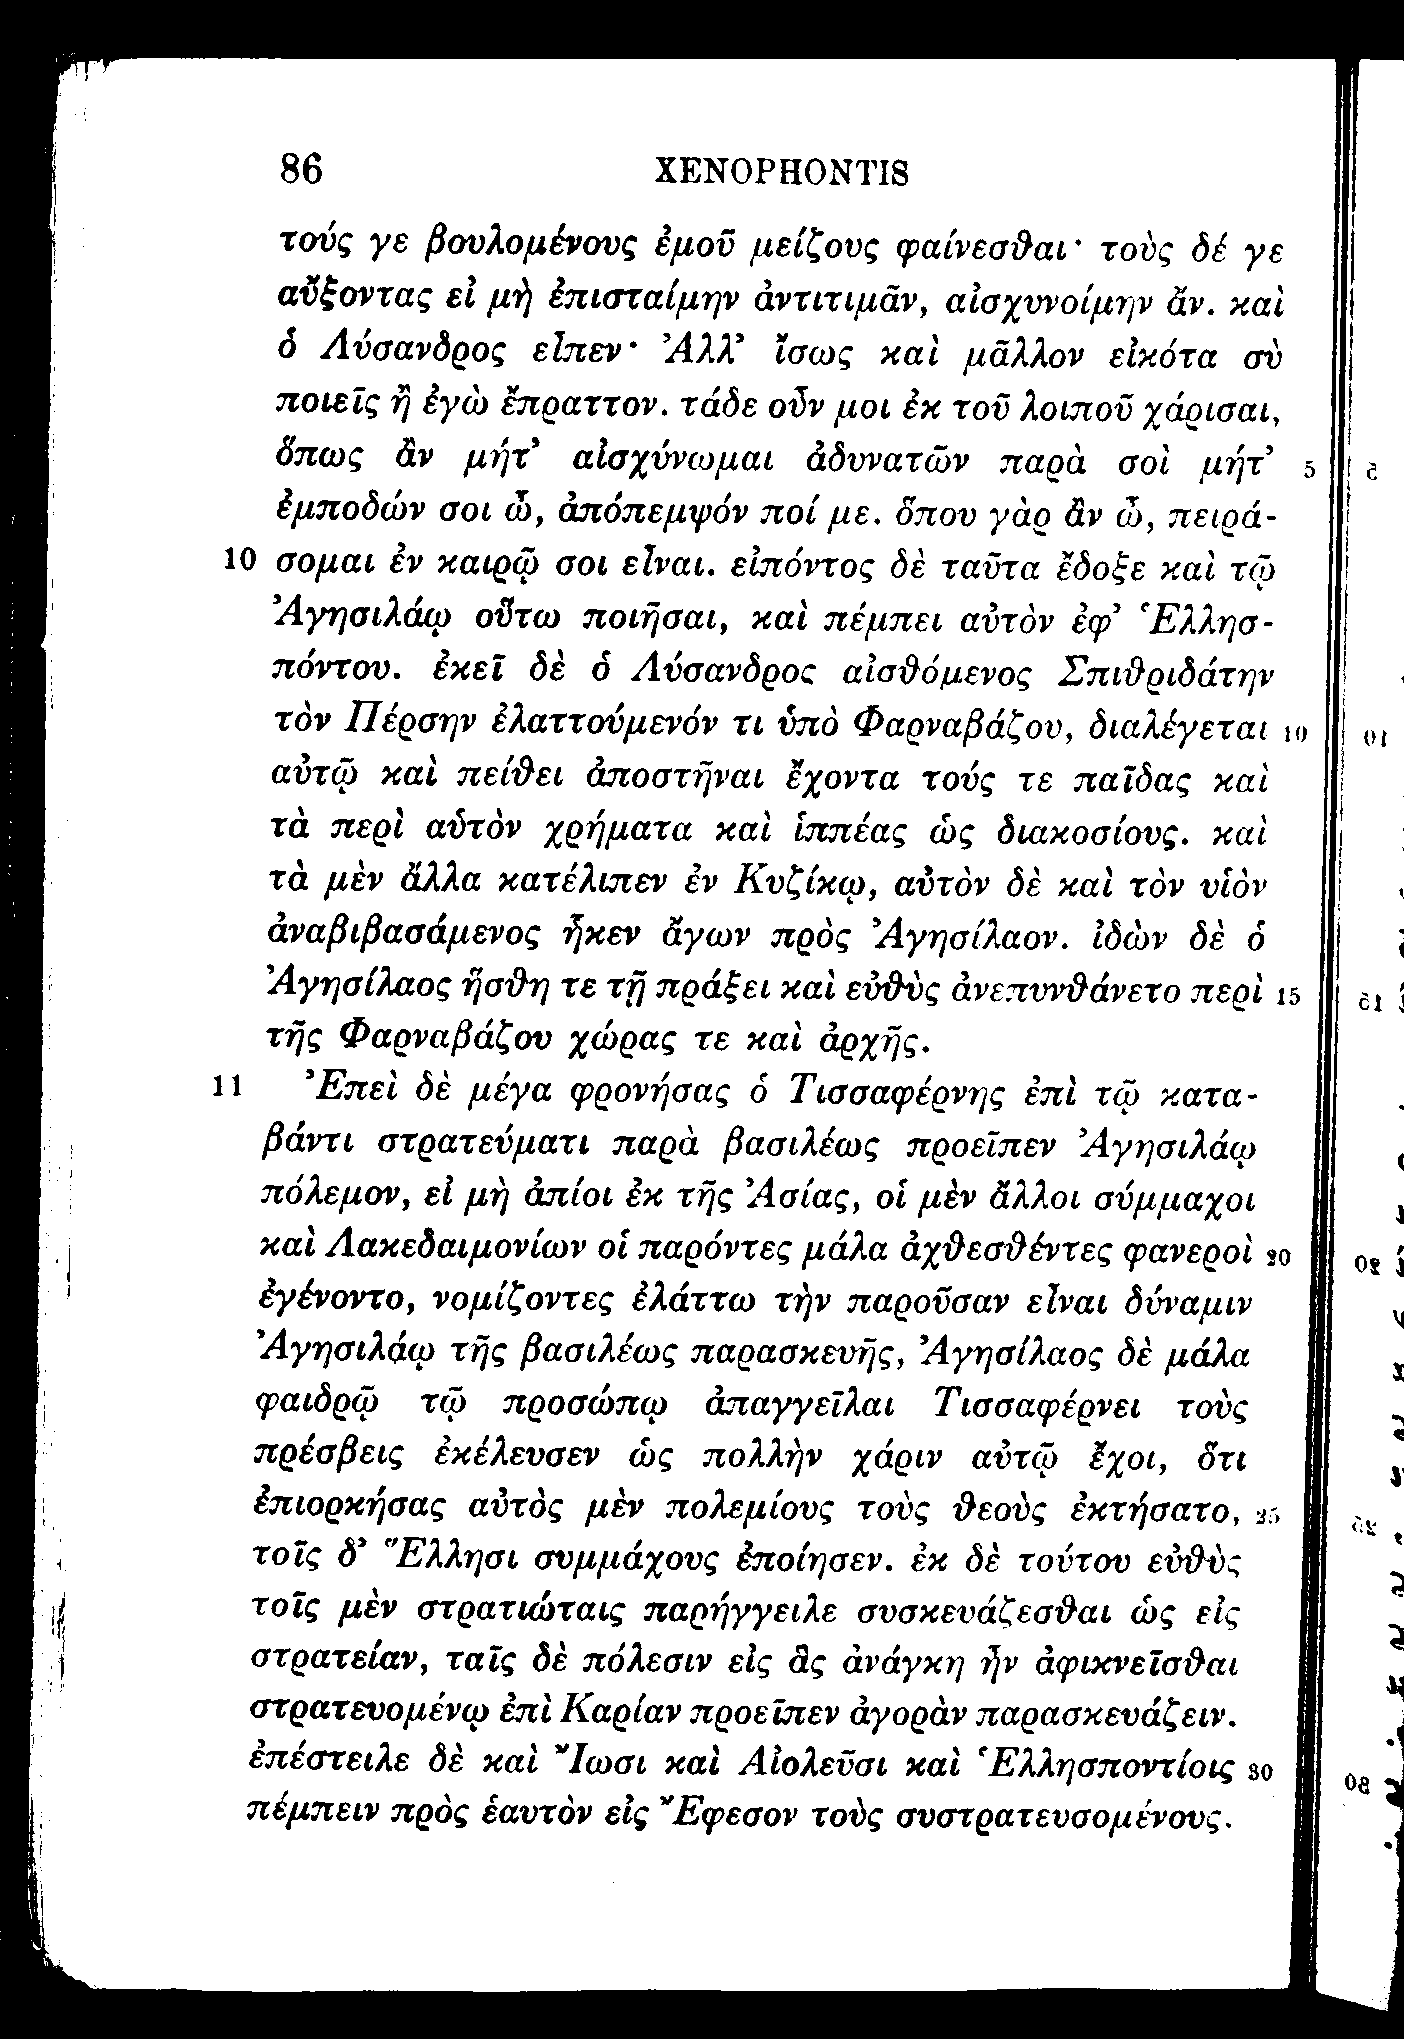 86 XENOPHONTIS
τούς γε βουλομένους ἐμοῦ μείζους φαίνεσθαι· τοὺς δέ γε
αὔξοντας εἰ μὴ ἐπισταίμην ἀντιτιμᾶν, αἰσχυνοίμην ἄν. καὶ
ὁ Λύσανδρος εἶπεν· Ἀλλ’ ἴσως καὶ μᾶλλον εἰκότα σὺ
ποιεῖς ἢ ἐγὼ ἔπραττον. τάδε οὖν μοι ἐκ τοῦ λοιποῦ χάρισαι,
ὅπως ἂν μήτ’ αἰσχύνωμαι ἀδυνατῶν παρὰ σοὶ μήτ’ 5
ἐμποδών σοι ὦ, ἀπόπεμψόν ποί με. ὅπου γὰρ ἂν ὦ, πειρά-
10 σομαι ἐν καιρῷ σοι εἶναι. εἰπόντος δὲ ταῦτα ἔδοξε καὶ τῷ
Ἀγησιλάῳ οὕτω ποιῆσαι, καὶ πέμπει αὐτὸν ἐφ’ Ἑλλησ-
πόντου. ἐκεῖ δὲ ὁ Λύσανδρος αἰσθόμενος Σπιθριδάτην
τὸν Πέρσην ἐλαττούμενόν τι ὑπὸ Φαρναβάζου, διαλέγεται 10
αὐτῷ καὶ πείθει ἀποστῆναι ἔχοντα τούς τε παῖδας καὶ
τὰ περὶ αὑτὸν χρήματα καὶ ἱππέας ὡς διακοσίους. καὶ
τὰ μὲν ἄλλα κατέλιπεν ἐν Κυζίκῳ, αὐτὸν δὲ καὶ τὸν υἱὸν
ἀναβιβασάμενος ἧκεν ἄγων πρὸς Ἀγησίλαον. ἰδὼν δὲ ὁ
Ἀγησίλαος ἥσθη τε τῇ πράξει καὶ εὐθὺς ἀνεπυνθάνετο περὶ 15
τῆς Φαρναβάζου χώρας τε καὶ ἀρχῆς.
11 Ἐπεὶ δὲ μέγα φρονήσας ὁ Τισσαφέρνης ἐπὶ τῷ κατα-
βάντι στρατεύματι παρὰ βασιλέως προεῖπεν Ἀγησιλάῳ
πόλεμον, εἰ μὴ ἀπίοι ἐκ τῆς Ἀσίας, οἱ μὲν ἄλλοι σύμμαχοι
καὶ Λακεδαιμονίων οἱ παρόντες μάλα ἀχθεσθέντες φανεροὶ 20
ἐγένοντο, νομίζοντες ἐλάττω τὴν παροῦσαν εἶναι δύναμιν
Ἀγησιλάῳ τῆς βασιλέως παρασκευῆς, Ἀγησίλαος δὲ μάλα
φαιδρῷ τῷ προσώπῳ ἀπαγγεῖλαι Τισσαφέρνει τοὺς
πρέσβεις ἐκέλευσεν ὡς πολλὴν χάριν αὐτῷ ἔχοι, ὅτι
ἐπιορκήσας αὐτὸς μὲν πολεμίους τοὺς θεοὺς ἐκτήσατο, 25
τοῖς δ’ Ἕλλησι συμμάχους ἐποίησεν. ἐκ δὲ τούτου εὐθὺς
τοῖς μὲν στρατιώταις παρήγγειλε συσκευάζεσθαι ὡς εἰς
στρατείαν, ταῖς δὲ πόλεσιν εἰς ἃς ἀνάγκη ἦν ἀφικνεῖσθαι
στρατευομένῳ ἐπὶ Καρίαν προεῖπεν ἀγορὰν παρασκευάζειν.
ἐπέστειλε δὲ καὶ Ἴωσι καὶ Αἰολεῦσι καὶ Ἑλλησποντίοις 30
πέμπειν πρὸς ἑαυτὸν εἰς Ἔφεσον τοὺς συστρατευσομένους.